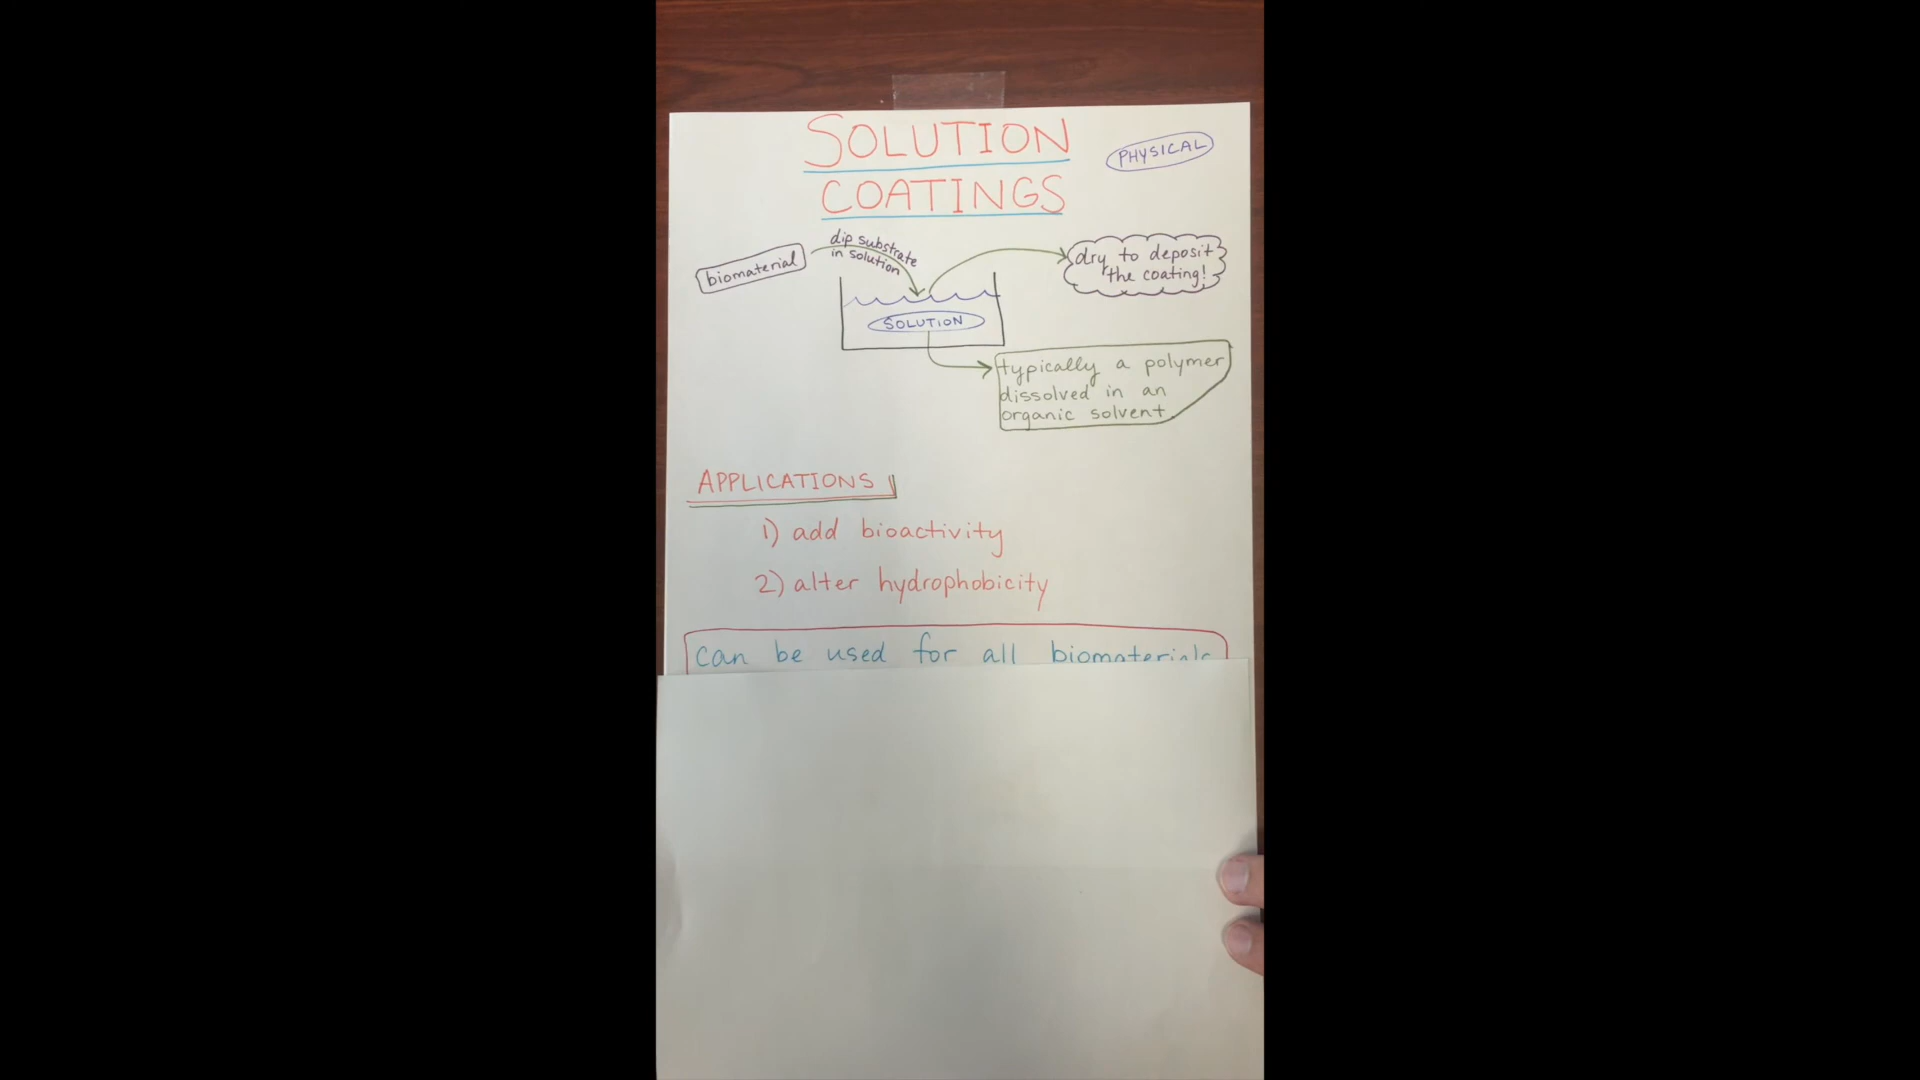 SOLUTION
COATINGS
PHYSICAL
biomaterial
dip substrate
in solution
dry to deposit
the coating!
SOLUTION
typically a polymer
dissolved in an
organic solvent
APPLICATIONS
1) add bioactivity
2) alter hydrophobicity
can be used for all biomaterials